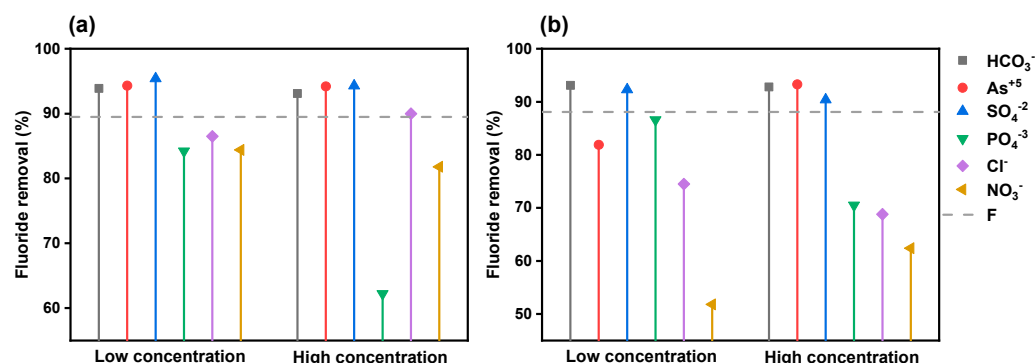 (a)
Fluoride removal (%)
100
90
80
70
60
Low concentration High concentration
(b)
Fluoride removal (%)
100
90
80
70
60
50
Low concentration High concentration
HCO₃⁻
As⁺⁵
SO₄⁻²
PO₄⁻³
Cl⁻
NO₃⁻
F